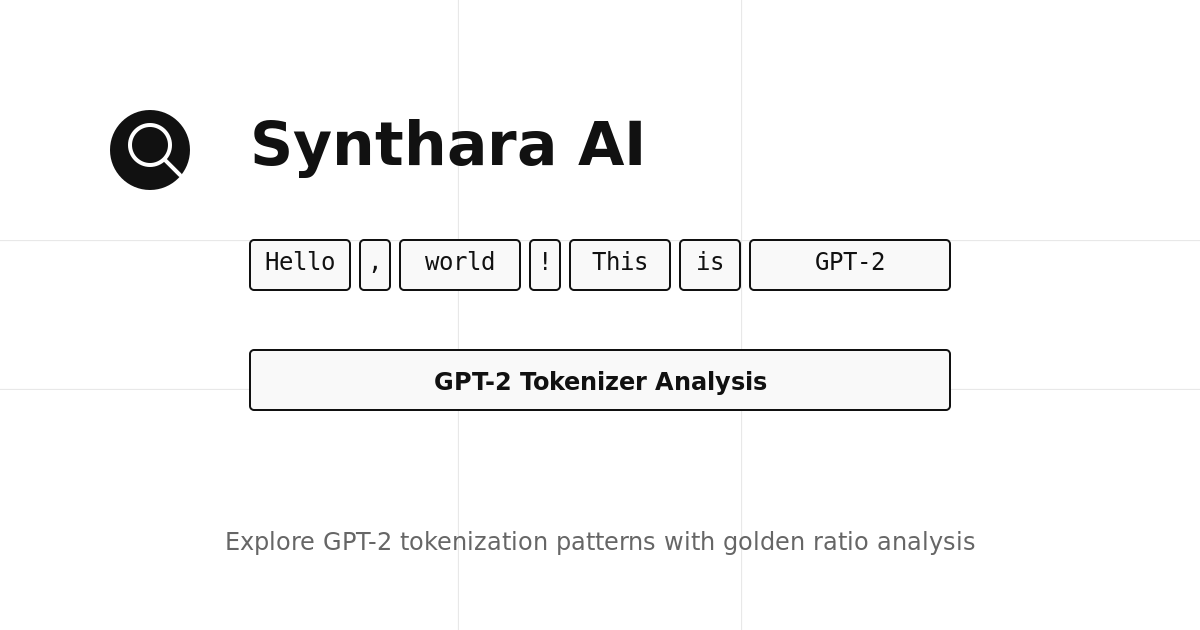 Synthara AI
Hello , world ! This is GPT-2
GPT-2 Tokenizer Analysis
Explore GPT-2 tokenization patterns with golden ratio analysis